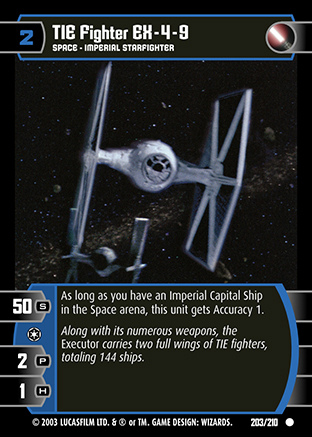 2 TIE Fighter EX-4-9
SPACE - IMPERIAL STARFIGHTER
50 S
As long as you have an Imperial Capital Ship
in the Space arena, this unit gets Accuracy 1.
Along with its numerous weapons, the
2 P
Executor carries two full wings of TIE fighters,
totaling 144 ships.
1 H
© 2003 LUCASFILM LTD. & ® or TM. GAME DESIGN: WIZARDS. 203/210